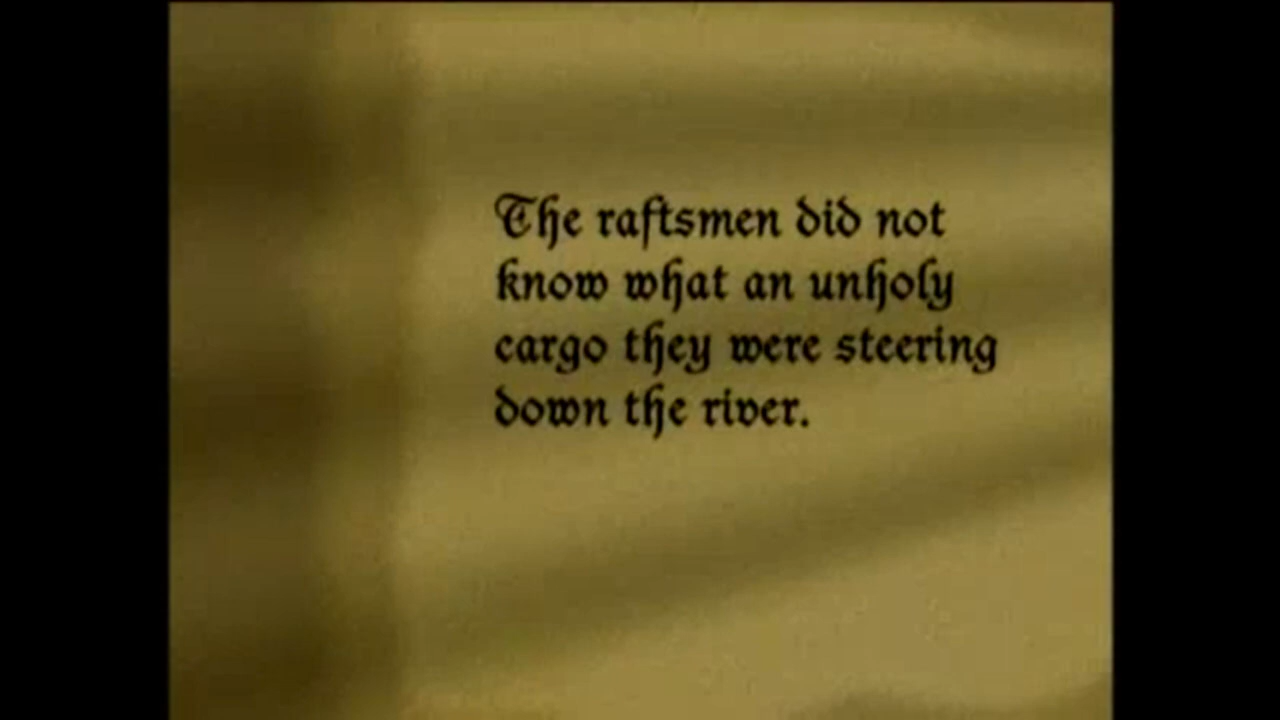 The raftsmen did not
know what an unholy
cargo they were steering
down the river.